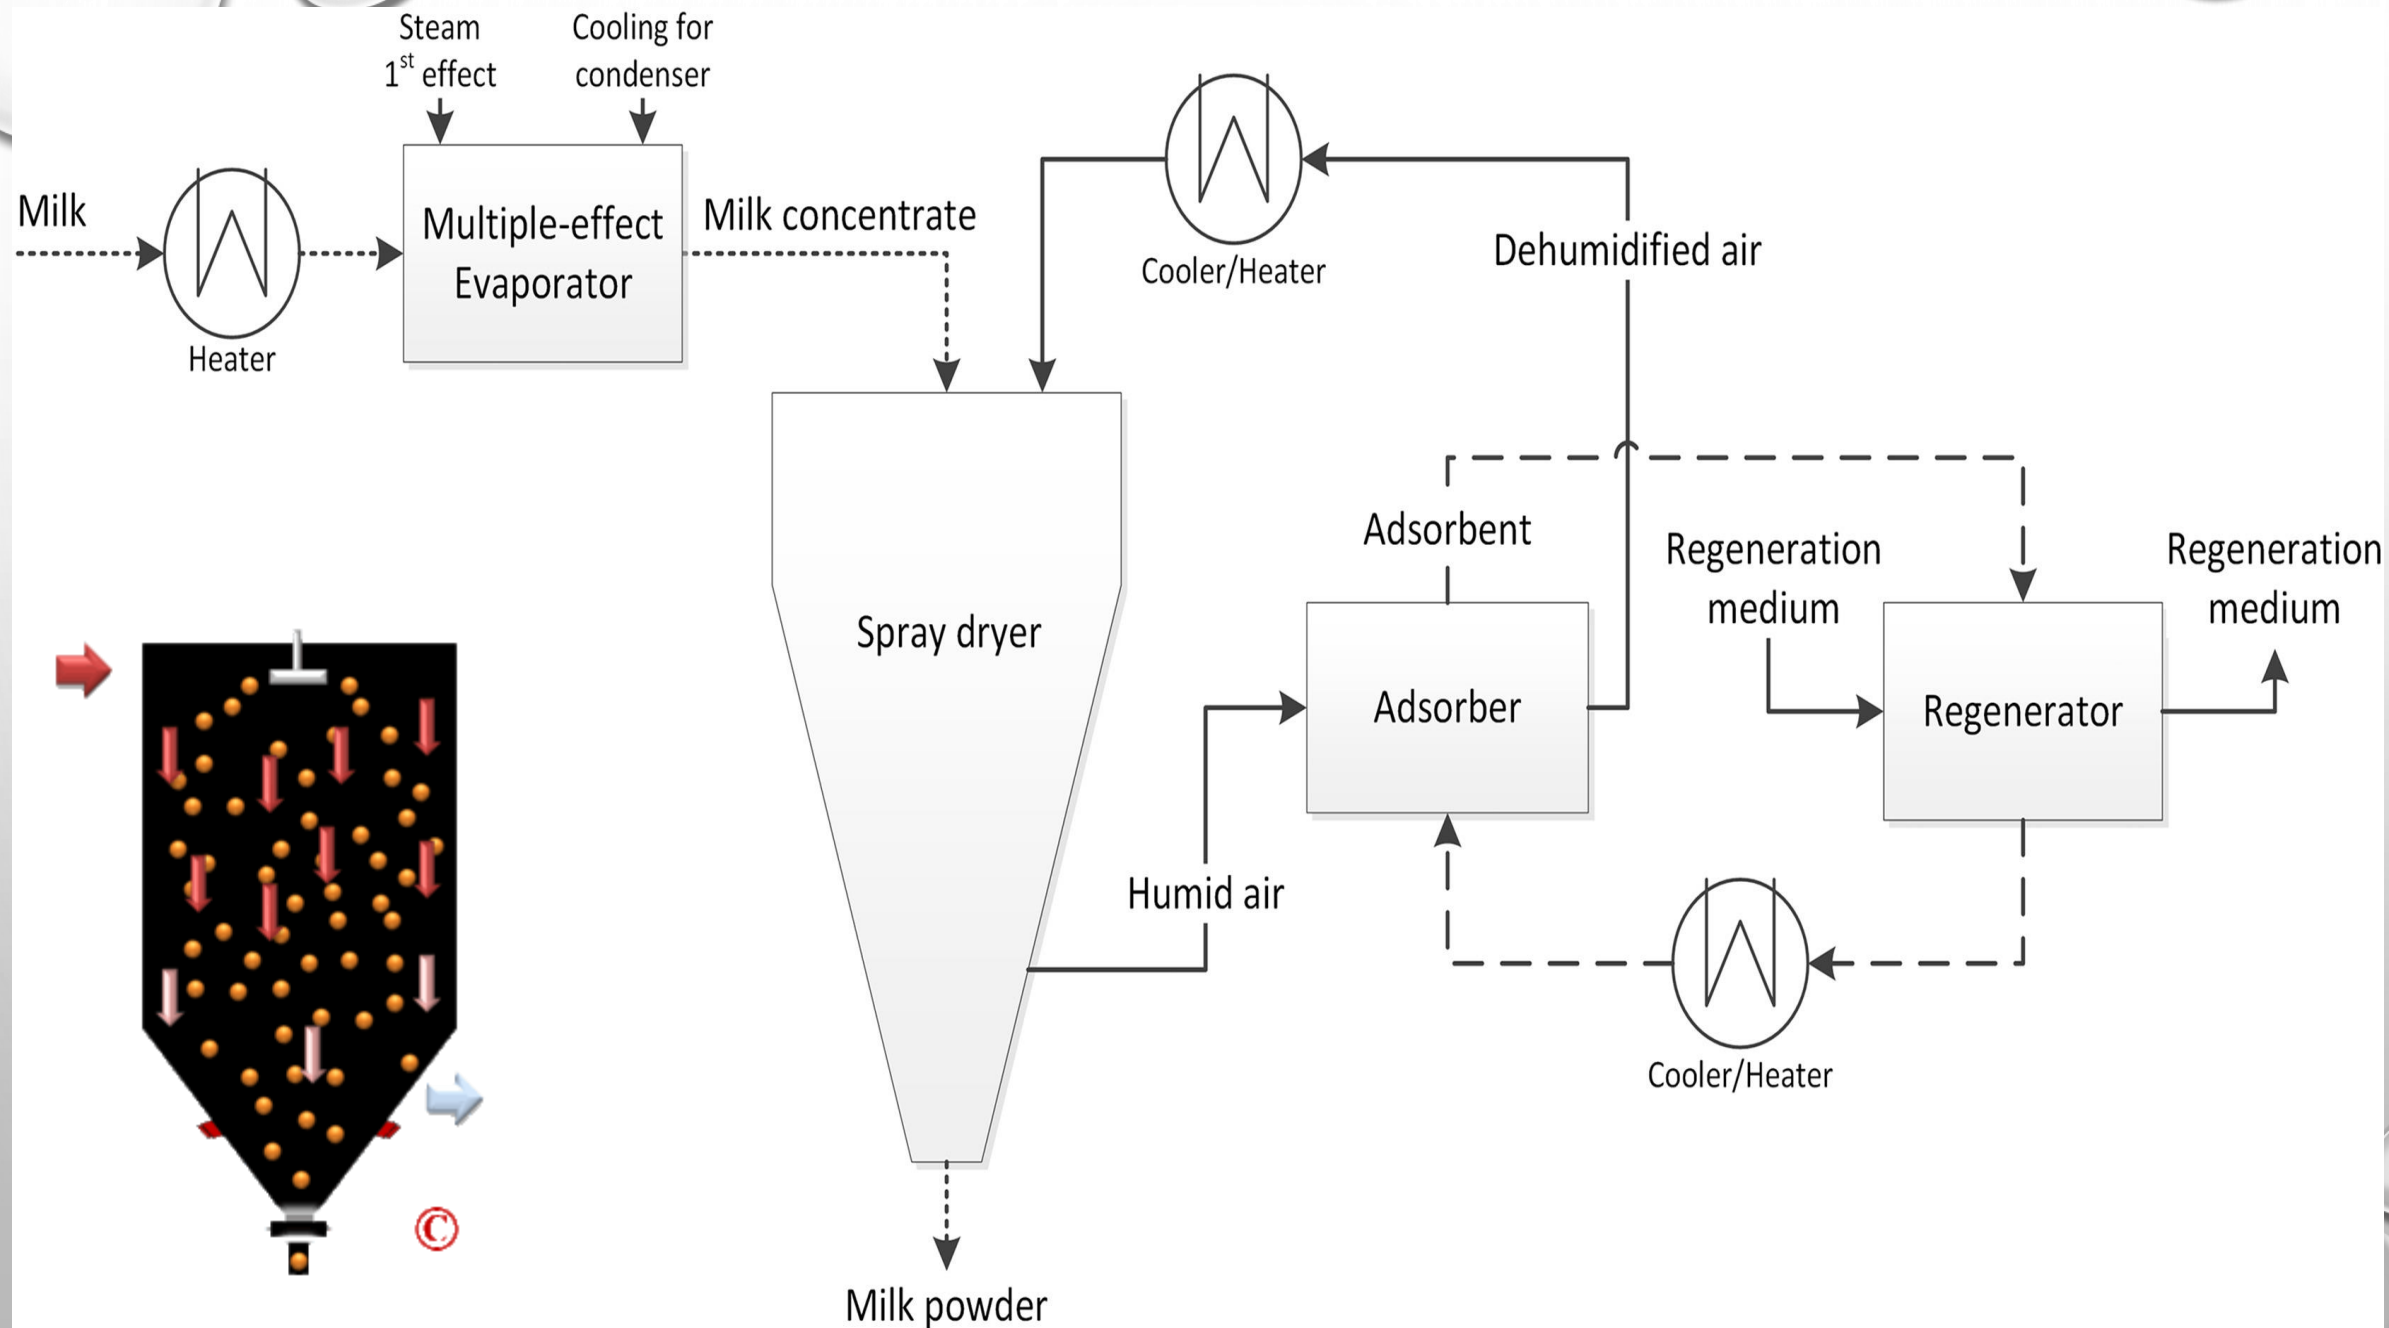 Steam
1st effect
Cooling for
condenser
Milk
Heater
Multiple-effect
Evaporator
Milk concentrate
Cooler/Heater
Dehumidified air
Spray dryer
Adsorbent
Adsorber
Regeneration
medium
Regeneration
medium
Regenerator
Humid air
Cooler/Heater
©
Milk powder